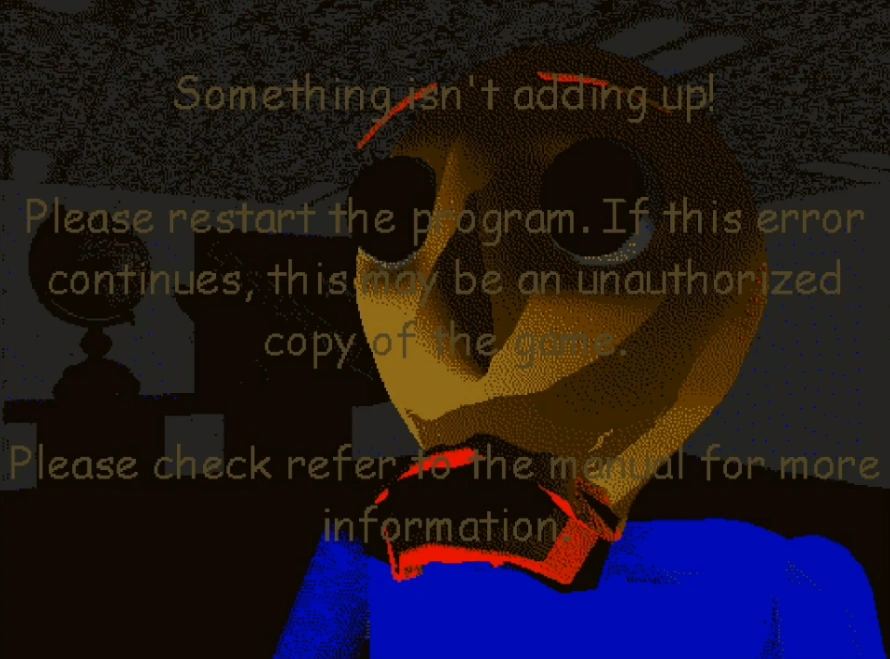 Something isn't adding up!
Please restart the program. If this error
continues, this may be an unauthorized
copy of the game.
Please check refer to the manual for more
information.